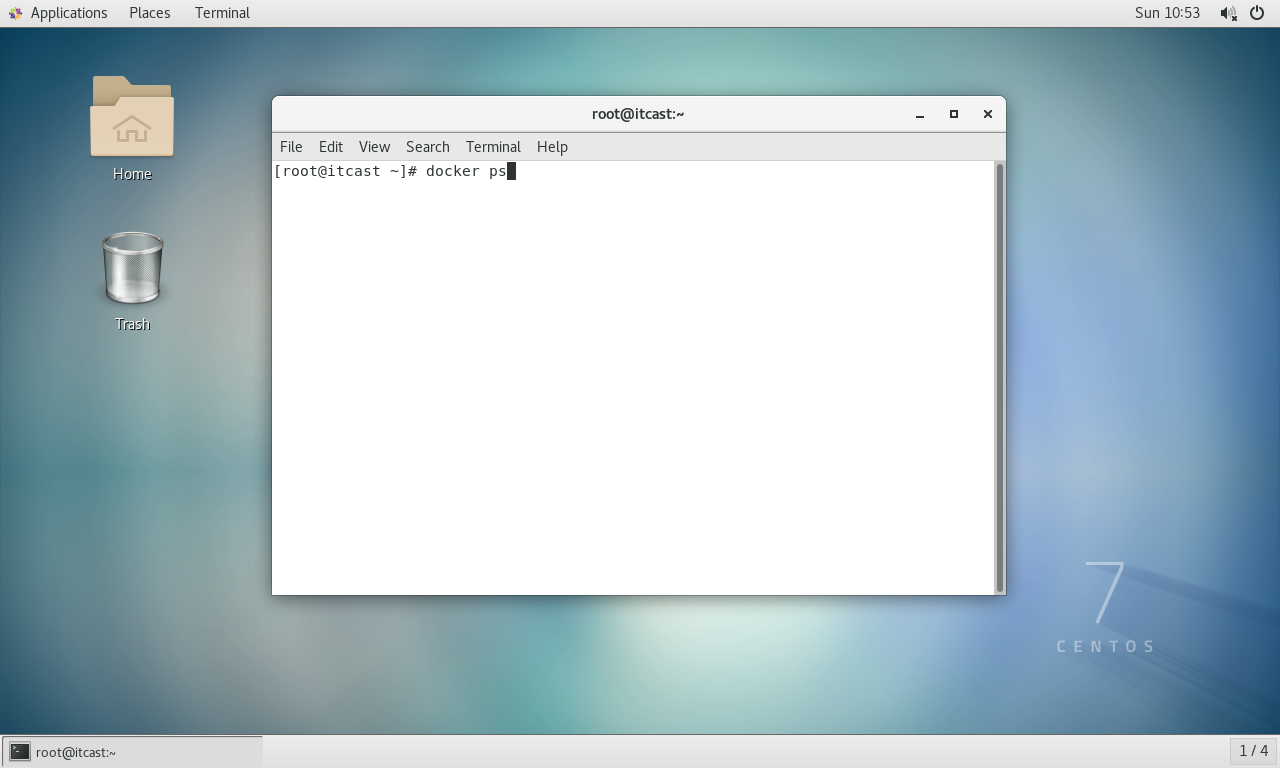 Applications Places Terminal Sun 10:53
Home
Trash
root@itcast:~
File Edit View Search Terminal Help
[root@itcast ~]# docker ps
7
CENTOS
root@itcast:~ 1 / 4